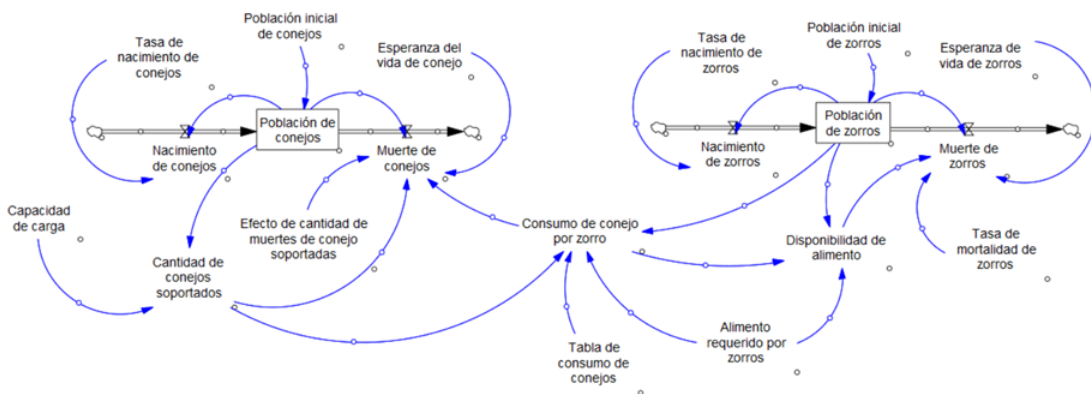 Población inicial
de conejos
Tasa de
nacimiento de
conejos
Esperanza del
vida de conejo
Población de
conejos
Nacimiento
de conejos
Muerte de
conejos
Capacidad
de carga
Efecto de cantidad de
muertes de conejo
soportadas
Cantidad de
conejos
soportados
Población inicial
de zorros
Tasa de
nacimiento de
zorros
Esperanza de
vida de zorros
Población
de zorros
Nacimiento
de zorros
Muerte de
zorros
Consumo de conejo
por zorro
Disponibilidad de
alimento
Tasa de
mortalidad de
zorros
Tabla de
consumo de
conejos
Alimento
requerido por
zorros